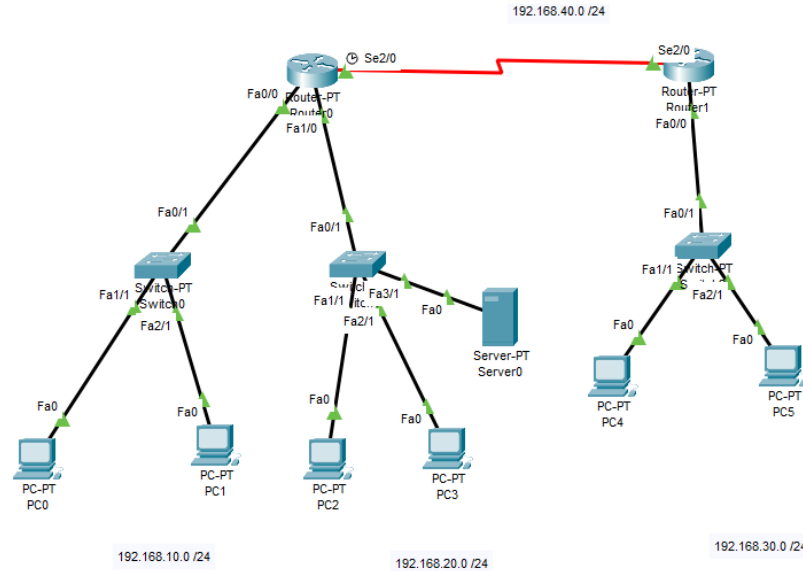 192.168.40.0 /24
Se2/0
Se2/0
Router-PT
Router0
Router-PT
Router1
Fa0/0
Fa1/0
Fa0/0
Fa0/1
Fa0/1
Fa0/1
Switch-PT
Switch0
Fa1/1
Fa2/1
Fa1/1
Fa3/1
Fa2/1
Fa0
Server-PT
Server0
Switch-PT
Fa1/1
Fa2/1
Fa0
Fa0
Fa0
Fa0
Fa0
Fa0
PC-PT
PC0
PC-PT
PC1
PC-PT
PC2
PC-PT
PC3
PC-PT
PC4
PC-PT
PC5
192.168.10.0 /24
192.168.20.0 /24
192.168.30.0 /24